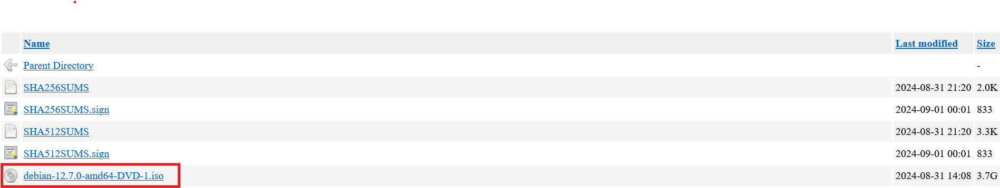 Name Last modified Size
Parent Directory -
SHA256SUMS 2024-08-31 21:20 2.0K
SHA256SUMS.sign 2024-09-01 00:01 833
SHA512SUMS 2024-08-31 21:20 3.3K
SHA512SUMS.sign 2024-09-01 00:01 833
debian-12.7.0-amd64-DVD-1.iso 2024-08-31 14:08 3.7G